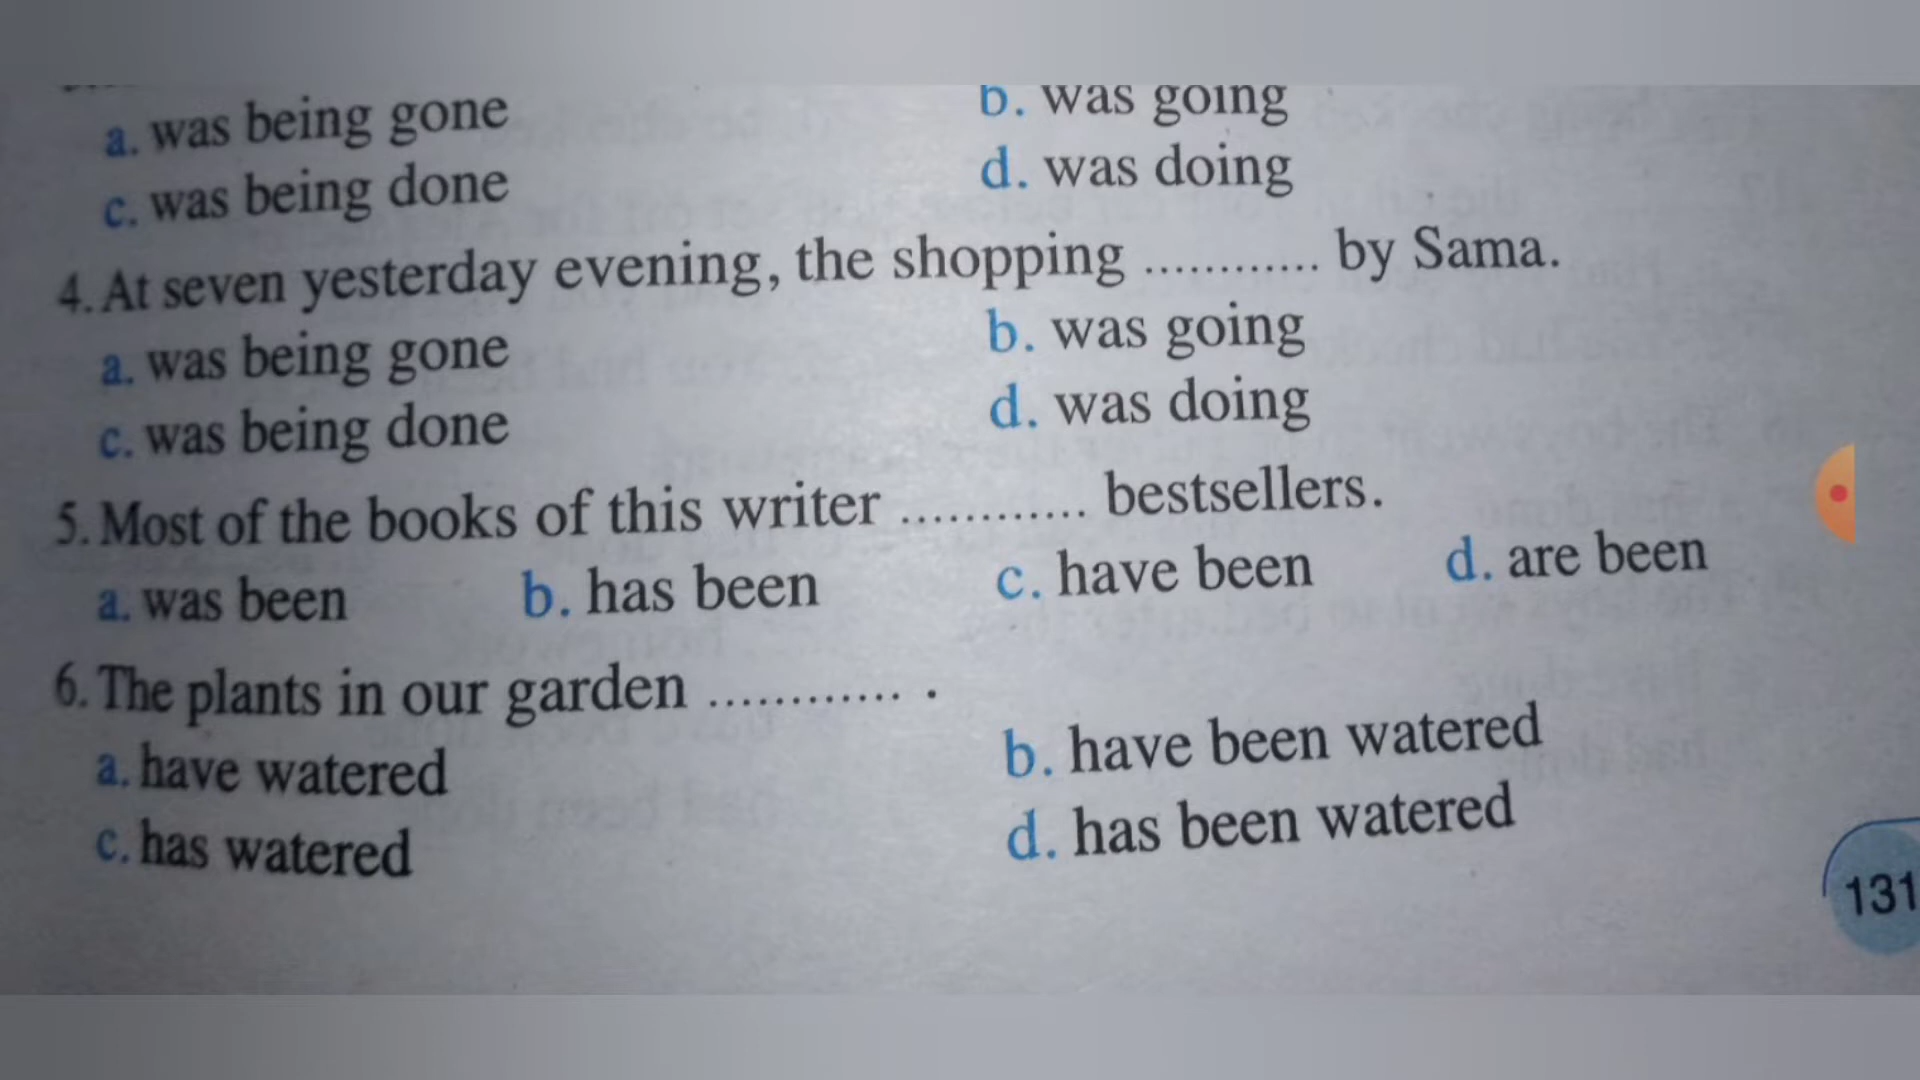 a. was being gone
b. was going
c. was being done
d. was doing
4. At seven yesterday evening, the shopping ............ by Sama.
a. was being gone
b. was going
c. was being done
d. was doing
5. Most of the books of this writer ............ bestsellers.
a. was been b. has been c. have been d. are been
6. The plants in our garden ............ .
a. have watered
b. have been watered
c. has watered
d. has been watered
131